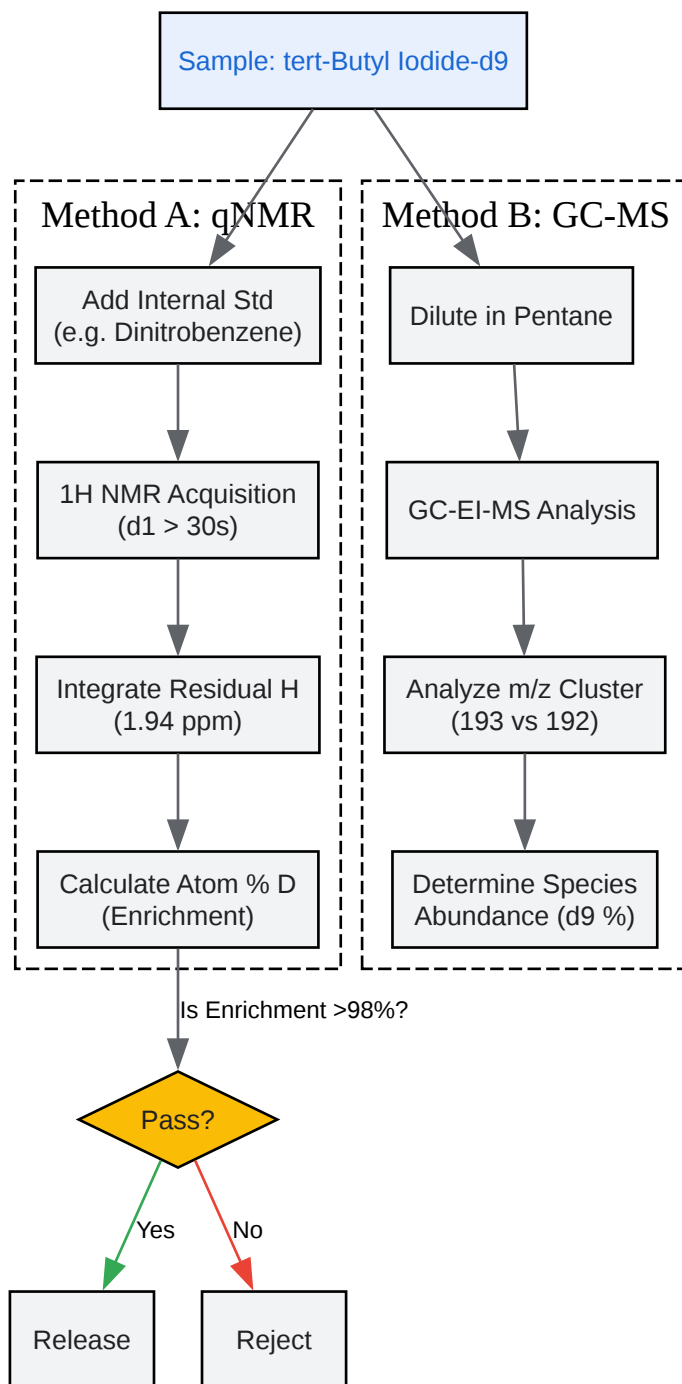 Sample: tert-Butyl Iodide-d9
Method A: qNMR
Add Internal Std
(e.g. Dinitrobenzene)
1H NMR Acquisition
(d1 > 30s)
Integrate Residual H
(1.94 ppm)
Calculate Atom % D
(Enrichment)
Method B: GC-MS
Dilute in Pentane
GC-EI-MS Analysis
Analyze m/z Cluster
(193 vs 192)
Determine Species
Abundance (d9 %)
Is Enrichment >98%?
Pass?
Yes
No
Release
Reject